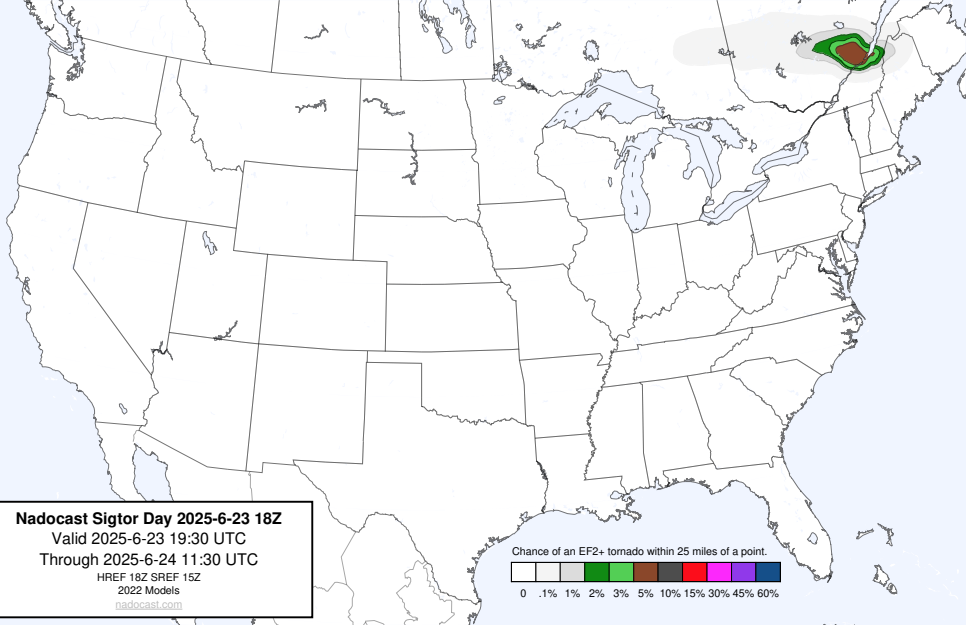 Nadocast Sigtor Day 2025-6-23 18Z
Valid 2025-6-23 19:30 UTC
Through 2025-6-24 11:30 UTC
HREF 18Z SREF 15Z
2022 Models
nadocast.com
Chance of an EF2+ tornado within 25 miles of a point.
0 .1% 1% 2% 3% 5% 10% 15% 30% 45% 60%